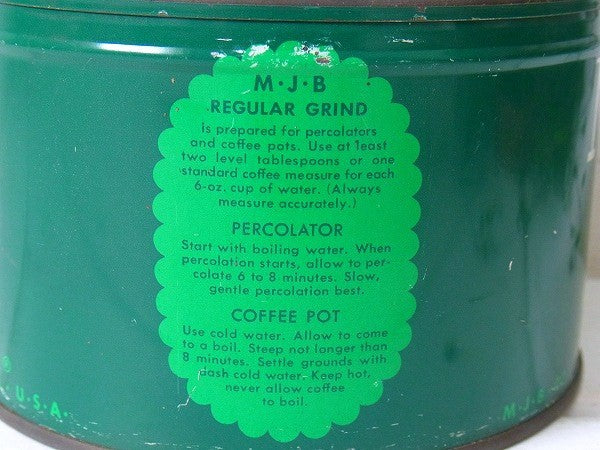 M·J·B
REGULAR GRIND
Is prepared for percolators
and coffee pots. Use at least
two level tablespoons or one
standard coffee measure for each
6-oz. cup of water. (Always
measure accurately.)
PERCOLATOR
Start with boiling water. When
percolation starts, allow to per-
colate 6 to 8 minutes. Slow,
gentle percolation best.
COFFEE POT
Use cold water. Allow to come
to a boil. Steep not longer than
8 minutes. Settle grounds with
dash cold water. Keep hot,
never allow coffee
to boil.
®
U·S·A·
M·J·B